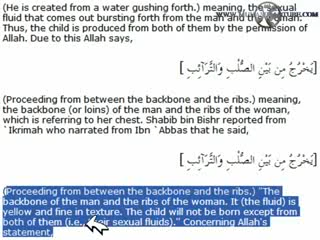 (He is created from a water gushing forth.) meaning, the sexual
fluid that comes out bursting forth from the man and the woman.
Thus, the child is produced from both of them by the permission of
Allah. Due to this Allah says,
[ يَخْرُجُ مِن بَيْنِ الصُّلْبِ وَالتَّرَآئِبِ ]
(Proceeding from between the backbone and the ribs.) meaning,
the backbone (or loins) of the man and the ribs of the woman,
which is referring to her chest. Shabib bin Bishr reported from
`Ikrimah who narrated from Ibn `Abbas that he said,
[ يَخْرُجُ مِن بَيْنِ الصُّلْبِ وَالتَّرَآئِبِ ]
(Proceeding from between the backbone and the ribs.) "The
backbone of the man and the ribs of the woman. It (the fluid) is
yellow and fine in texture. The child will not be born except from
both of them (i.e., their sexual fluids)." Concerning Allah's
statement,